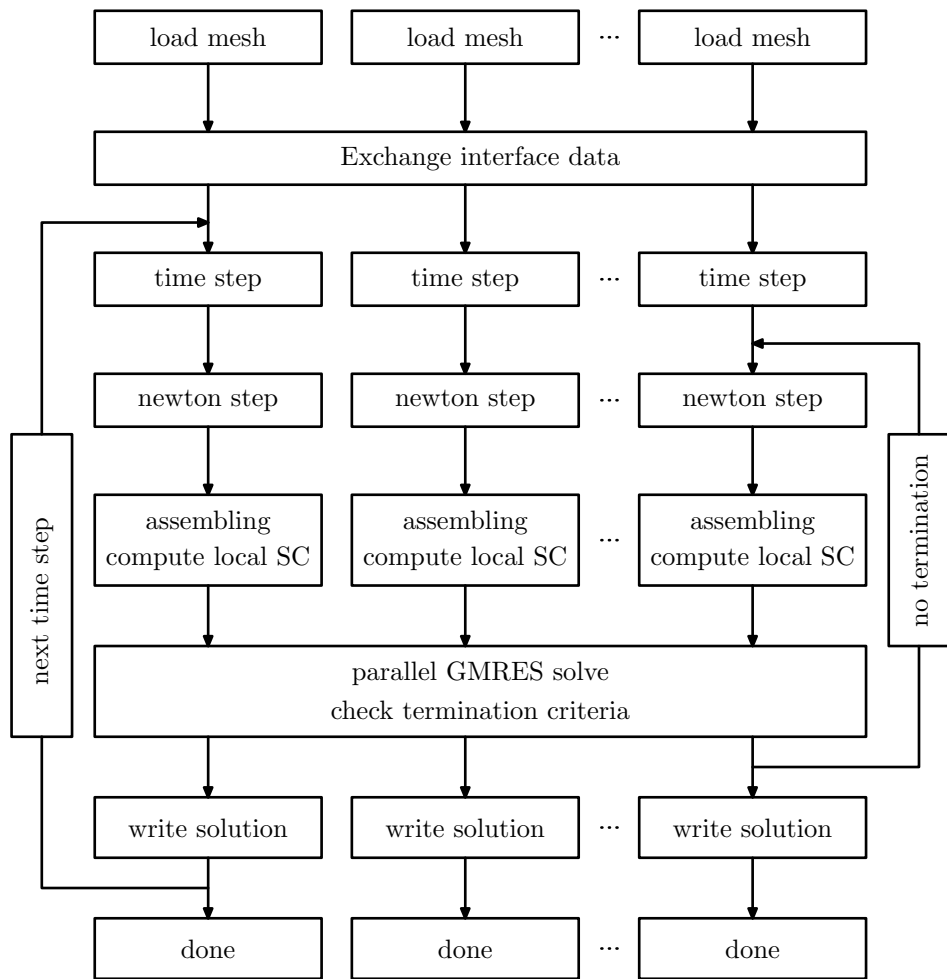 load mesh load mesh ... load mesh
Exchange interface data
time step time step ... time step
newton step newton step ... newton step
assembling assembling assembling
compute local SC compute local SC ... compute local SC
next time step
no termination
parallel GMRES solve
check termination criteria
write solution write solution ... write solution
done done ... done